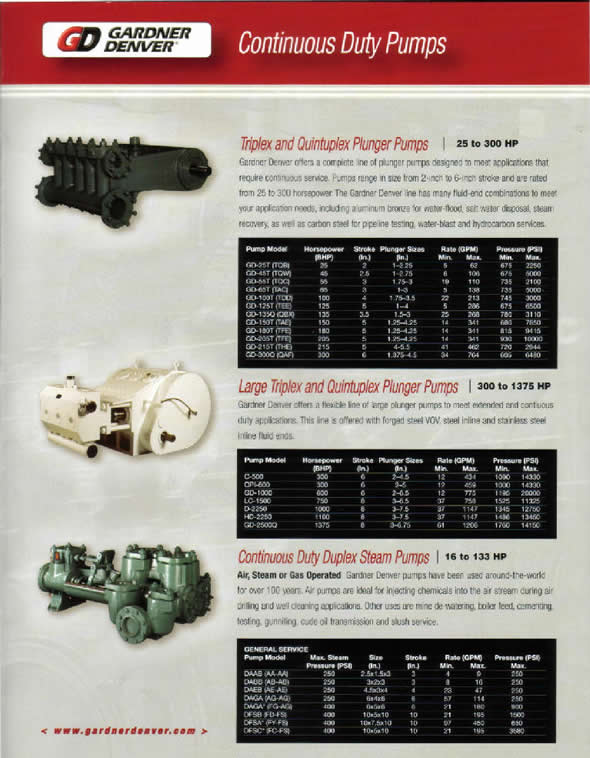 GD GARDNER
DENVER®
Continuous Duty Pumps
Triplex and Quintuplex Plunger Pumps | 25 to 300 HP
Gardner Denver offers a complete line of plunger pumps designed to meet applications that
require continuous service. Pumps range in size from 2-inch to 6-inch stroke and are rated
from 25 to 300 horsepower. The Gardner Denver line has many fluid-end combinations to meet
your application needs, including aluminum bronze for water-flood, salt water disposal, steam
recovery, as well as carbon steel for pipeline testing, water-blast and hydrocarbon services.
Pump Model Horsepower Stroke Plunger Sizes Rate (GPM) Pressure (PSI)
(BHP) (In.) (In.) Min. Max. Min. Max.
GD-25T (TQB) 25 2 1-2.25 5 62 675 2250
GD-45T (TQW) 45 2.5 1-2.75 6 106 675 5000
GD-55T (TQC) 55 3 1.75-3 19 110 735 2100
GD-65T (TAC) 65 3 1-3 5 138 735 5000
GD-100T (TDD) 100 4 1.75-3.5 22 213 745 3000
GD-125T (TEE) 125 5 1-4 5 286 675 6500
GD-135Q (QBX) 135 3.5 1.5-3 25 268 780 3116
GD-150T (TAE) 150 5 1.25-4.25 14 341 680 7850
GD-180T (TFE) 180 5 1.25-4.25 14 341 815 9415
GD-205T (TFE) 205 5 1.25-4.25 14 341 930 10000
GD-215T (THE) 215 5 4-5.5 41 462 720 2844
GD-300Q (QAF) 300 6 1.375-4.5 34 764 605 6480
Large Triplex and Quintuplex Plunger Pumps | 300 to 1375 HP
Gardner Denver offers a flexible line of large plunger pumps to meet extended and contiuous
duty applications. This line is offered with forged steel VOV, steel inline and stainless steel
inline fluid ends.
Pump Model Horsepower Stroke Plunger Sizes Rate (GPM) Pressure (PSI)
(BHP) (In.) (In.) Min. Max. Min. Max.
C-500 300 6 2-4.5 12 434 1090 14330
OPI-600 300 6 2-5 12 459 1000 14330
GD-1000 600 6 2-6.5 12 775 1195 20000
LC-1500 750 8 3-6.5 37 758 1525 11325
D-2250 1000 8 3-7.5 37 1147 1345 12750
HD-2250 1100 8 3-7.5 37 1147 1486 13450
GD-2500Q 1375 8 3-6.75 61 1206 1760 14150
Continuous Duty Duplex Steam Pumps | 16 to 133 HP
Air, Steam or Gas Operated Gardner Denver pumps have been used around-the-world
for over 100 years. Air pumps are ideal for injecting chemicals into the air stream during air
drilling and well cleaning applications. Other uses are mine de-watering, boiler feed, cementing,
testing, gunniting, cude oil transmission and slush service.
GENERAL SERVICE
Pump Model Max. Steam Size Stroke Rate (GPM) Pressure (PSI)
Pressure (PSI) (In.) (In.) Min. Max. Max.
DAAB (AA-AA) 250 2.5x1.5x3 3 4 9 250
DABB (AB-AB) 250 3x2x3 3 8 16 250
DAEB (AE-AE) 250 4.5x3x4 4 23 47 250
DAGA (AG-AG) 250 6x4x6 6 57 114 250
DAGA* (FG-AG) 400 6x5x6 6 21 180 800
DFSB (FB-FS) 400 10x5x10 10 21 195 1500
DFSA* (FY-FS) 400 10x7.5x10 10 97 450 650
DFSC* (FC-FS) 400 10x5x10 10 21 195 3580
< www.gardnerdenver.com >